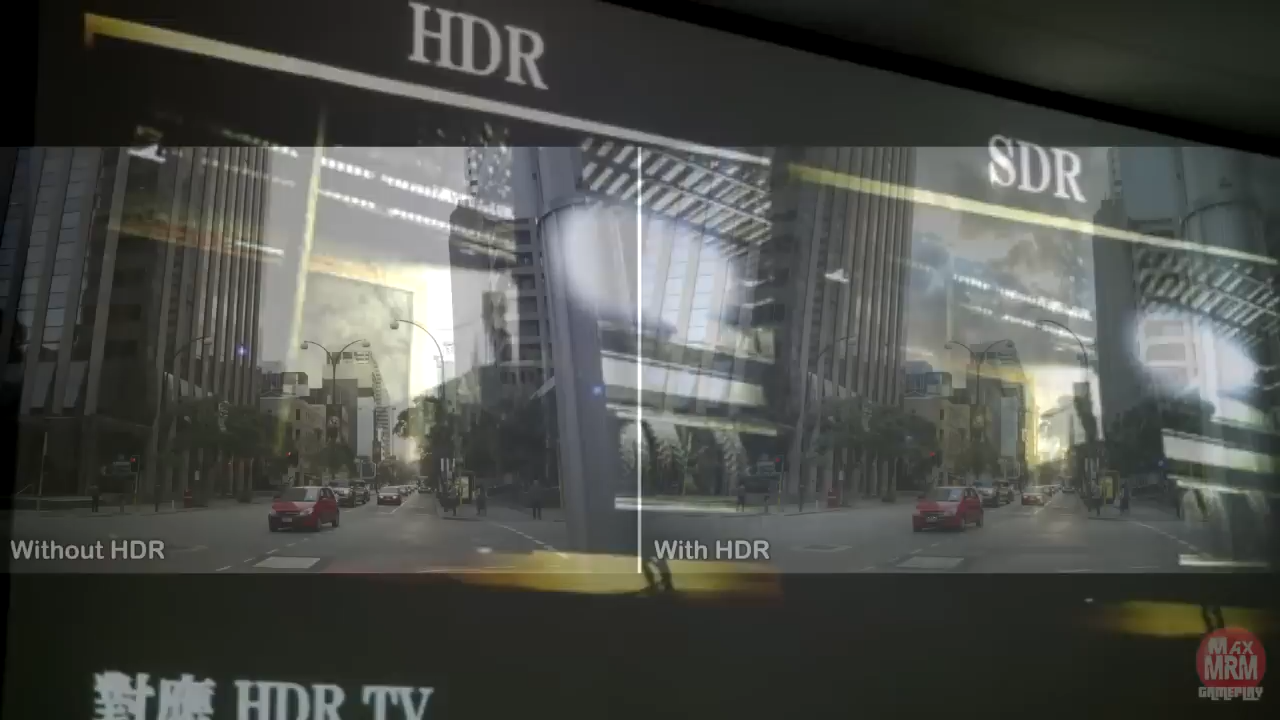 HDR
SDR
Without HDR
With HDR
對應 HDR TV
MAX
MRM
GAMEPLAY